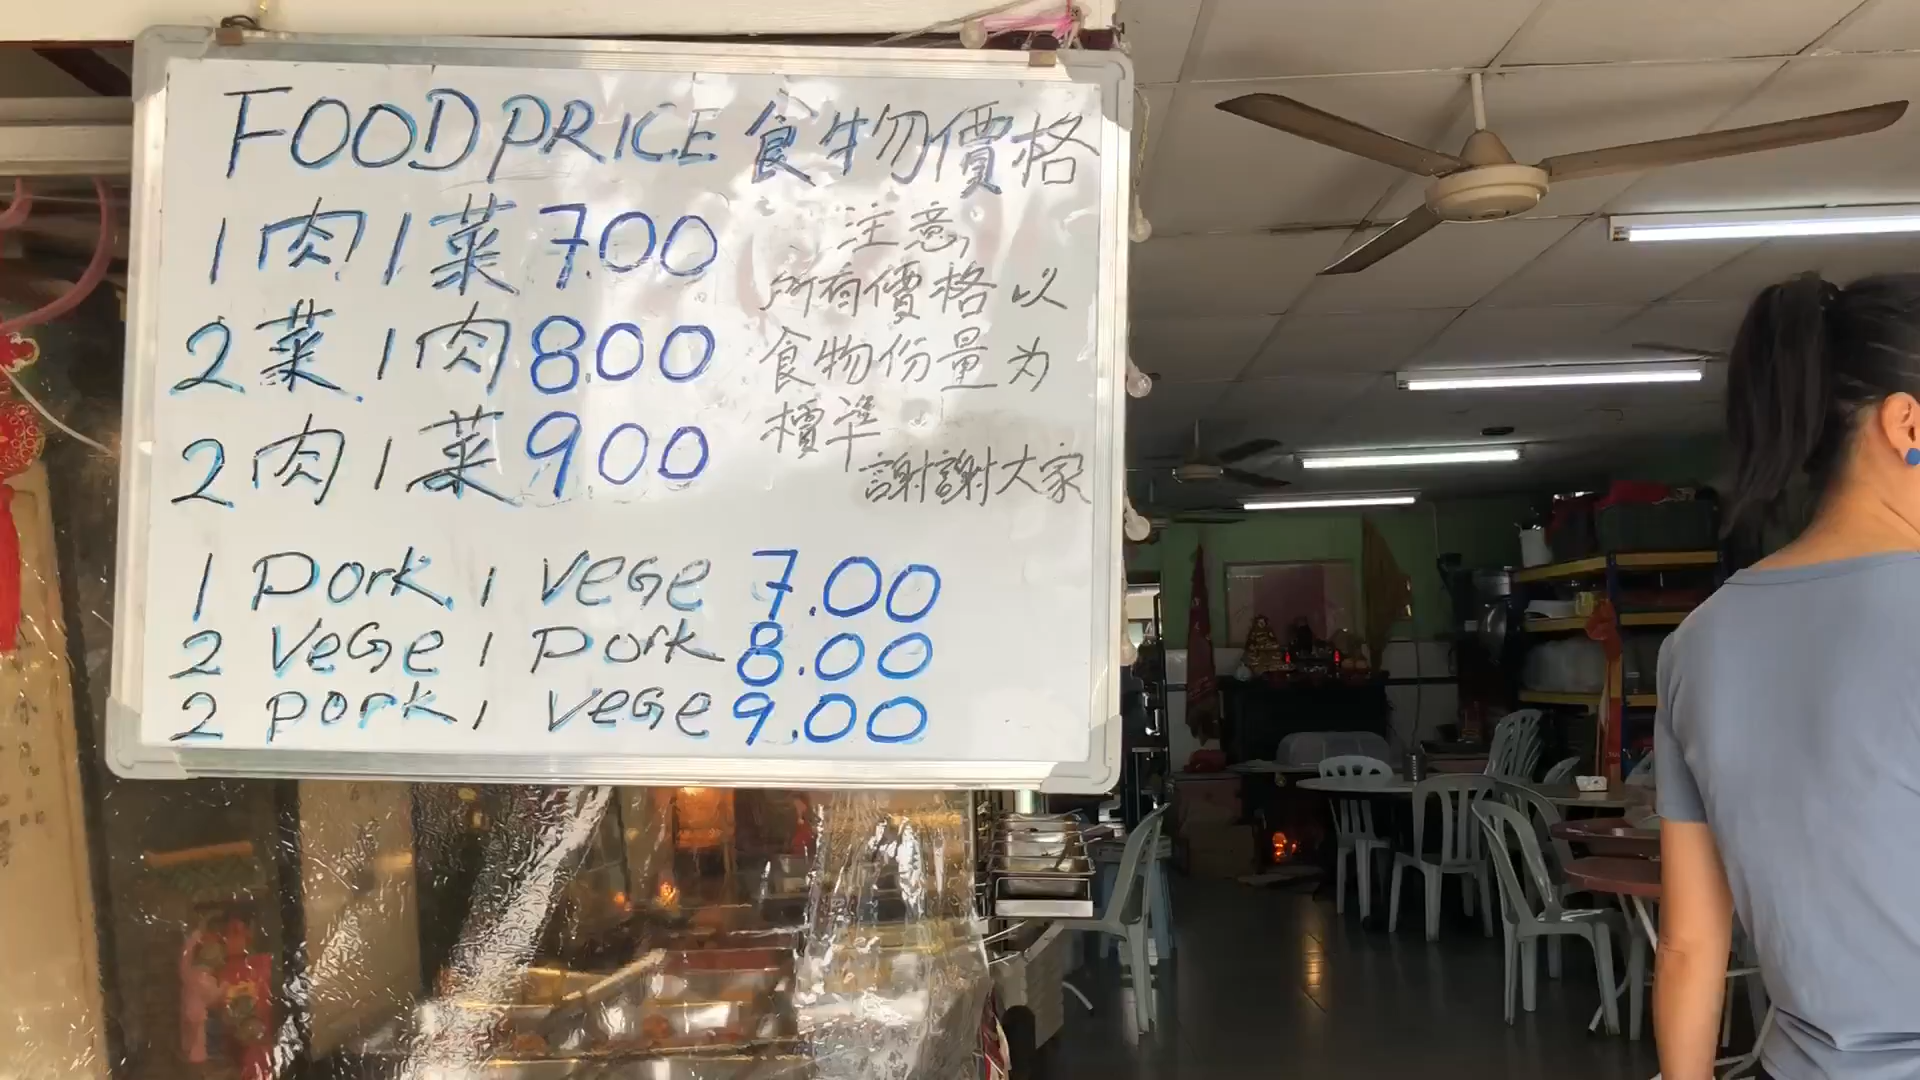 FOOD PRICE 食物價格
1肉1菜7.00
2菜1肉8.00
2肉1菜9.00
注意,
所有價格以
食物份量为
標準
謝謝大家
1 Pork, 1 VEGE 7.00
2 VEGE 1 Pork 8.00
2 pork, 1 VEGE 9.00